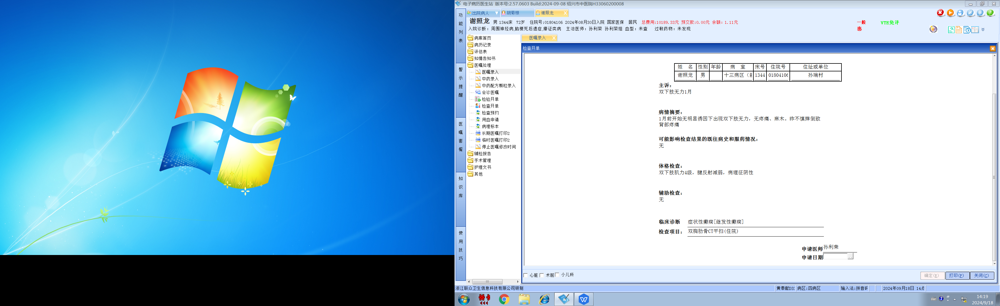 电子病历医生站 版本号:2.57.0603 Build:2024-09-08 绍兴市中医院H33060200008
功能列表
警示提醒
医嘱套餐
知识库
使用技巧
出院病人 胡菊根 谢照龙
谢照龙 男 1344床 72岁 住院号:01804106 2024年08月30日入院 国家医保 居民 总费用:10189.33元 预交款:0.00元 余额: 1.11元 一般 VTE免评
入院诊断: 周围神经病,脑梗死后遗症,痿证类病 主治医师: 孙利荣 孙利荣组 血型: 未查 过敏药物: 未发现 惠
病案首页
病历记录
评估表
知情告知书
医嘱处理
医嘱录入
中药录入
中药配方颗粒录入
会诊医嘱
检验开单
检查开单
检查预约
用血申请
病理标本
长期医嘱打印2
临时医嘱打印2
停止医嘱修改时间
辅检报告
手术管理
护理文书
其他
医嘱录入
检查开单
姓 名 性别 年龄 病 室 床号 住院号 住址或单位
谢照龙 男 十三病区 1344 01804106 孙端村
主诉:
双下肢无力1月
病情摘要:
1月前开始无明显诱因下出现双下肢无力, 无疼痛、麻木。昨不慎摔倒致
背部疼痛
可能影响检查结果的既往病史和服药情况:
无
体格检查:
双下肢肌力4级, 腱反射减弱, 病理征阴性
辅助检查:
无
临床诊断 症状性癫痫[继发性癫痫]
检查项目: 双胸肋骨CT平扫(住院)
申请医师 孙利荣
申请日期 ..
心脏 术前 小儿科
确定(E) 打印(P) 关闭(C)
浙江联众卫生信息科技有限公司研制 黄奉献D3 病区:四病区 输入法:拼音码 2024年09月18日 14点
14:19
2024/9/18